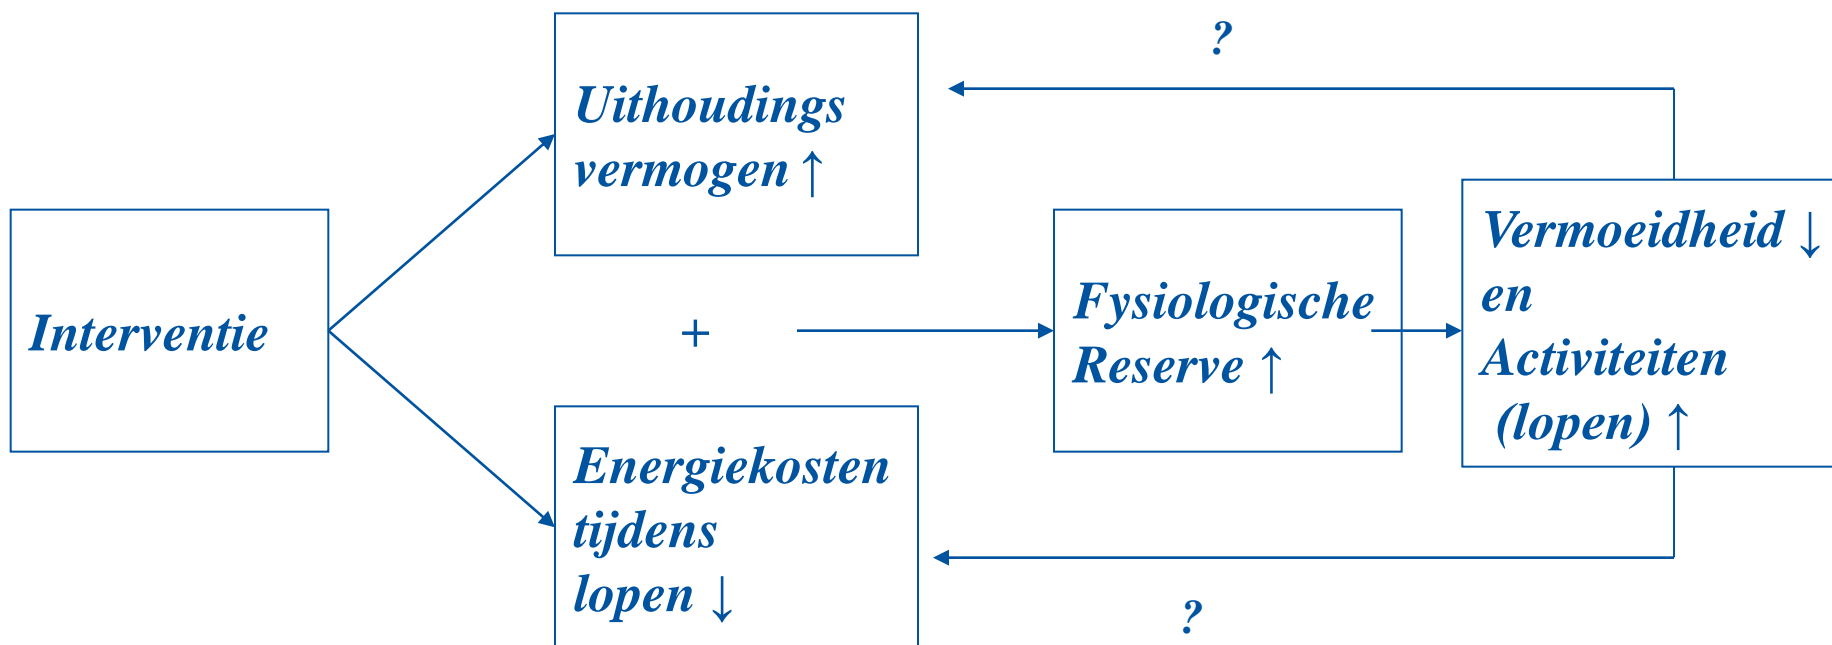 ?
Uithoudings
vermogen ↑
Interventie
+
Energiekosten
tijdens
lopen ↓
Fysiologische
Reserve ↑
Vermoeidheid ↓
en
Activiteiten
(lopen) ↑
?